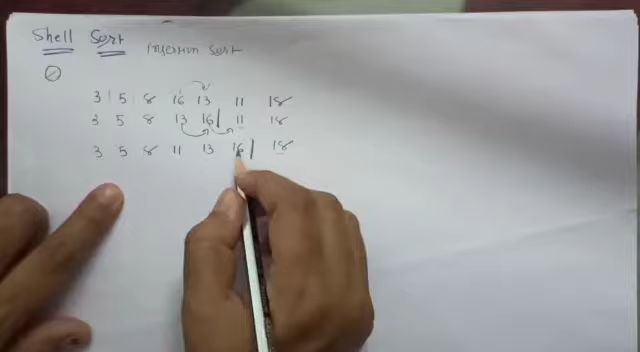 Shell Sort Insertion Sort
3 | 5 8 16 13 11 18
3 5 8 13 16 | 11 18
3 5 8 11 13 16 | 18